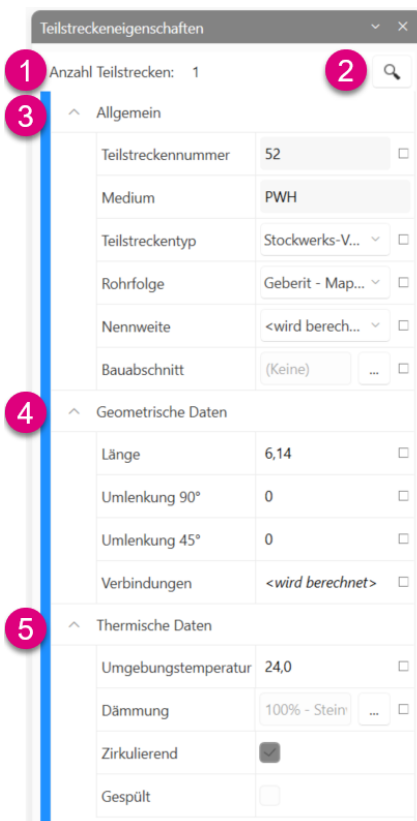 Teilstreckeneigenschaften
1 Anzahl Teilstrecken: 1 2
3 Allgemein
Teilstreckennummer 52
Medium PWH
Teilstreckentyp Stockwerks-V...
Rohrfolge Geberit - Map...
Nennweite <wird berech...
Bauabschnitt (Keine) ...
4 Geometrische Daten
Länge 6,14
Umlenkung 90° 0
Umlenkung 45° 0
Verbindungen <wird berechnet>
5 Thermische Daten
Umgebungstemperatur 24,0
Dämmung 100% - Stein ...
Zirkulierend
Gespült